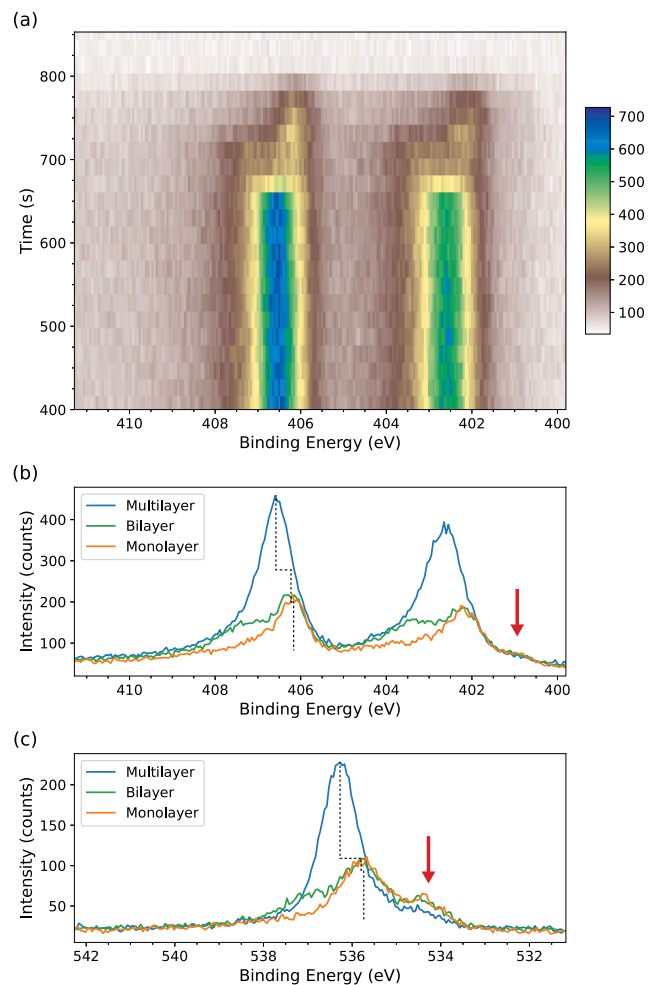 (a)
800
700
600
500
400
Time (s)
410 408 406 404 402 400
Binding Energy (eV)
700
600
500
400
300
200
100
(b)
400
300
200
100
Intensity (counts)
Multilayer
Bilayer
Monolayer
410 408 406 404 402 400
Binding Energy (eV)
(c)
200
150
100
50
Intensity (counts)
Multilayer
Bilayer
Monolayer
542 540 538 536 534 532
Binding Energy (eV)